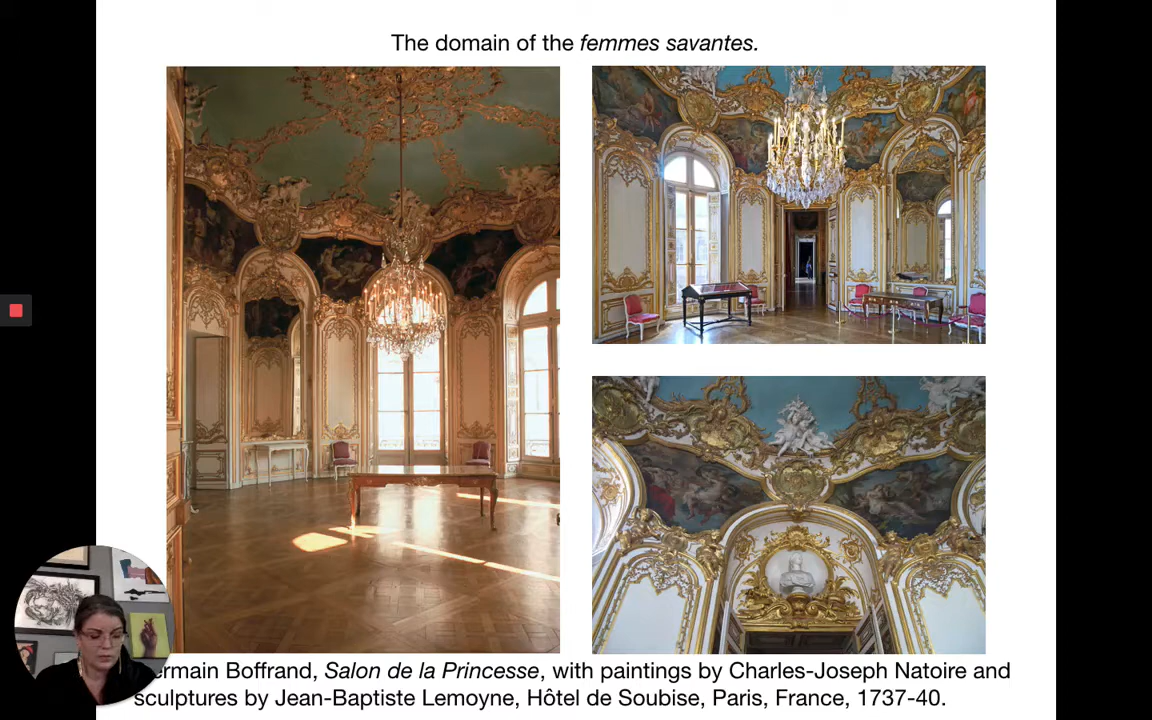 The domain of the femmes savantes.
ermain Boffrand, Salon de la Princesse, with paintings by Charles-Joseph Natoire and
sculptures by Jean-Baptiste Lemoyne, Hôtel de Soubise, Paris, France, 1737-40.